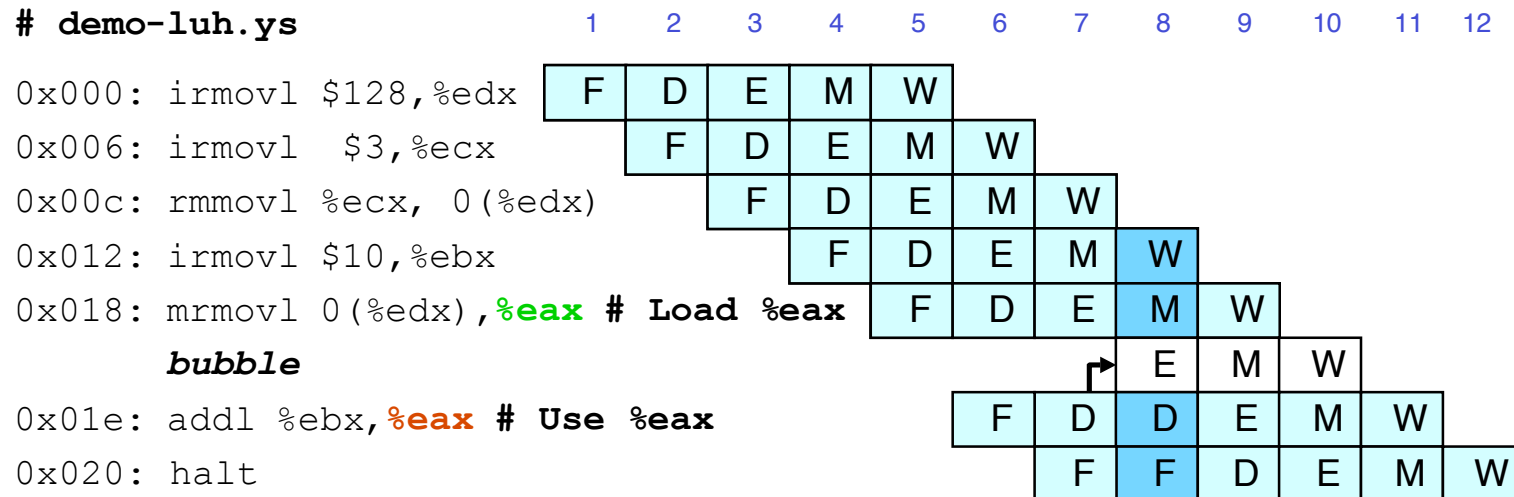 # demo-luh.ys 1 2 3 4 5 6 7 8 9 10 11 12
0x000: irmovl $128,%edx F D E M W
0x006: irmovl  $3,%ecx F D E M W
0x00c: rmmovl %ecx, 0(%edx) F D E M W
0x012: irmovl $10,%ebx F D E M W
0x018: mrmovl 0(%edx),%eax # Load %eax F D E M W
bubble E M W
0x01e: addl %ebx,%eax # Use %eax F D D E M W
0x020: halt F F D E M W